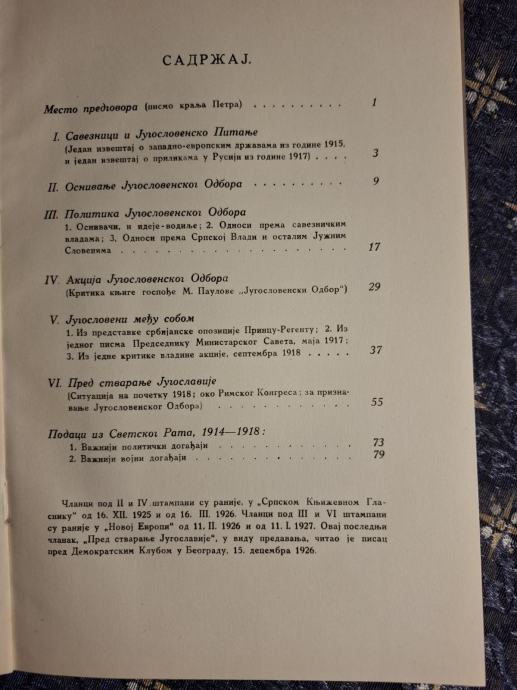 САДРЖАЈ.
Место предговора (писмо краља Петра) . . . . . . . . . . 1
I. Савезници и Југословенско Питање
(Један извештај о западно-европским државама из године 1915,
и један извештај о приликама у Русији из године 1917) . . . . 3
II. Оснивање Југословенског Одбора . . . . . . . . . . 9
III. Политика Југословенског Одбора
1. Оснивачи, и идеје-водиље; 2. Односи према савезничким
владама; 3. Односи према Српској Влади и осталим Јужним
Словенима . . . . . . . . . . . . . . . . . 17
IV. Акција Југословенског Одбора
(Критика књиге госпође М. Паулове „Југословенски Одбор") 29
V. Југословени међу собом
1. Из представке србијанске опозиције Принцу-Регенту; 2. Из
једног писма Председнику Министарског Савета, маја 1917;
3. Из једне критике владине акције, септембра 1918 . . . . 37
VI. Пред стварање Југославије
(Ситуација на почетку 1918; око Римског Конгреса; за призна-
вање Југословенског Одбора) . . . . . . . . . . . 55
Подаци из Светског Рата, 1914—1918:
1. Важнији политички догађаји . . . . . . . . . . . 73
2. Важнији војни догађаји . . . . . . . . . . . . . 79
Чланци под II и IV штампани су раније, у „Српском Књижевном Гла-
снику" од 16. XII. 1925 и од 16. III. 1926. Чланци под III и VI штампани
су раније у „Новој Европи" од 11. II. 1926 и од 11. I. 1927. Овај последњи
чланак, „Пред стварање Југославије", у виду предавања, читао је писац
пред Демократским Клубом у Београду, 15. децембра 1926.